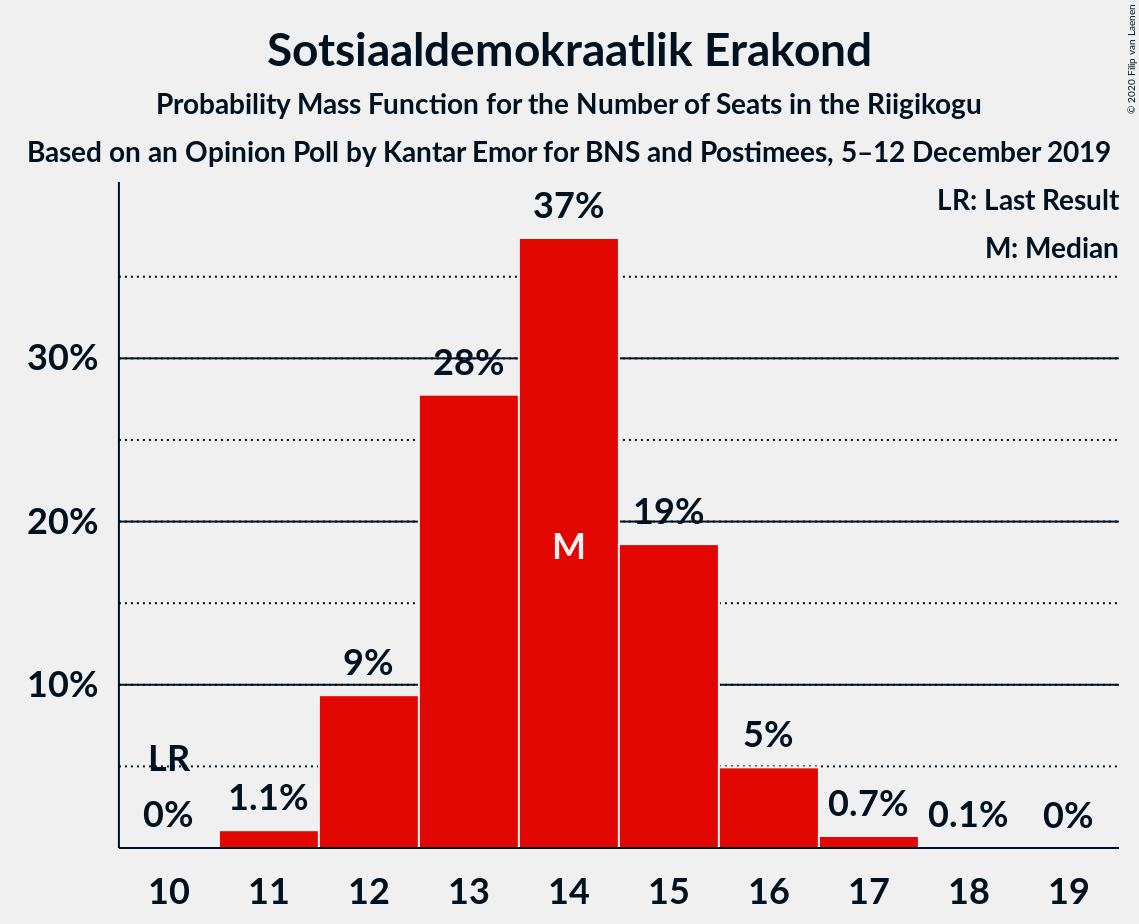 Sotsiaaldemokraatlik Erakond
Probability Mass Function for the Number of Seats in the Riigikogu
Based on an Opinion Poll by Kantar Emor for BNS and Postimees, 5–12 December 2019
© 2020 Filip van Laenen
LR: Last Result
M: Median
37%
30%
28%
20%
19%
M
10%
9%
5%
LR
0%
1.1%
0.7%
0.1%
0%
10 11 12 13 14 15 16 17 18 19